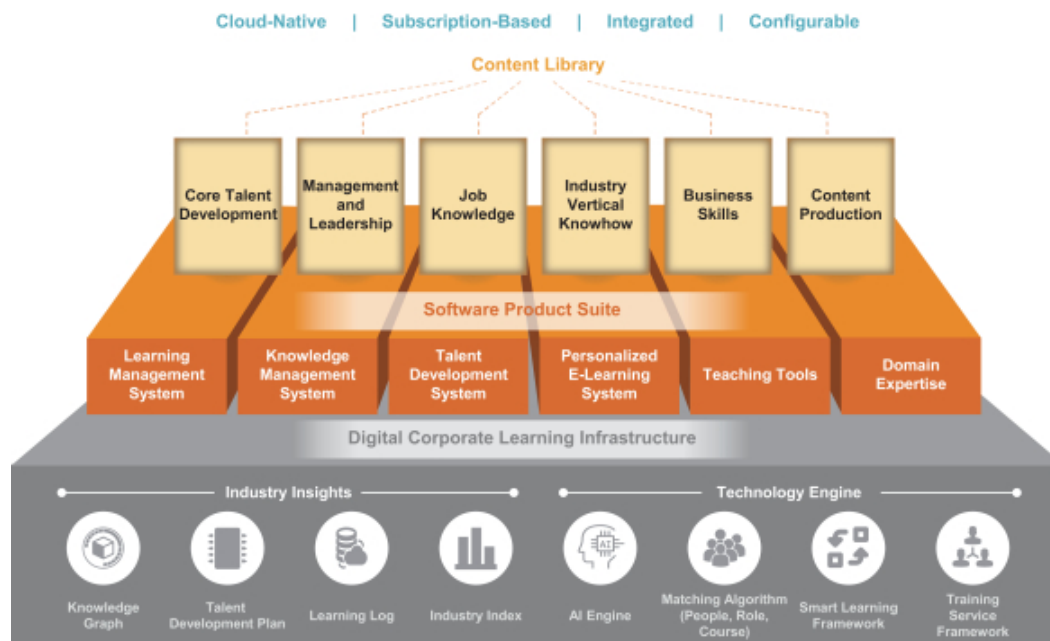 Cloud-Native | Subscription-Based | Integrated | Configurable
Content Library
Core Talent
Development
Management
and
Leadership
Job
Knowledge
Industry
Vertical
Knowhow
Business
Skills
Content
Production
Software Product Suite
Learning
Management
System
Knowledge
Management
System
Talent
Development
System
Personalized
E-Learning
System
Teaching Tools
Domain
Expertise
Digital Corporate Learning Infrastructure
Industry Insights
Technology Engine
Knowledge
Graph
Talent
Development Plan
Learning Log
Industry Index
AI
AI Engine
Matching Algorithm
(People, Role,
Course)
Smart Learning
Framework
Training
Service
Framework